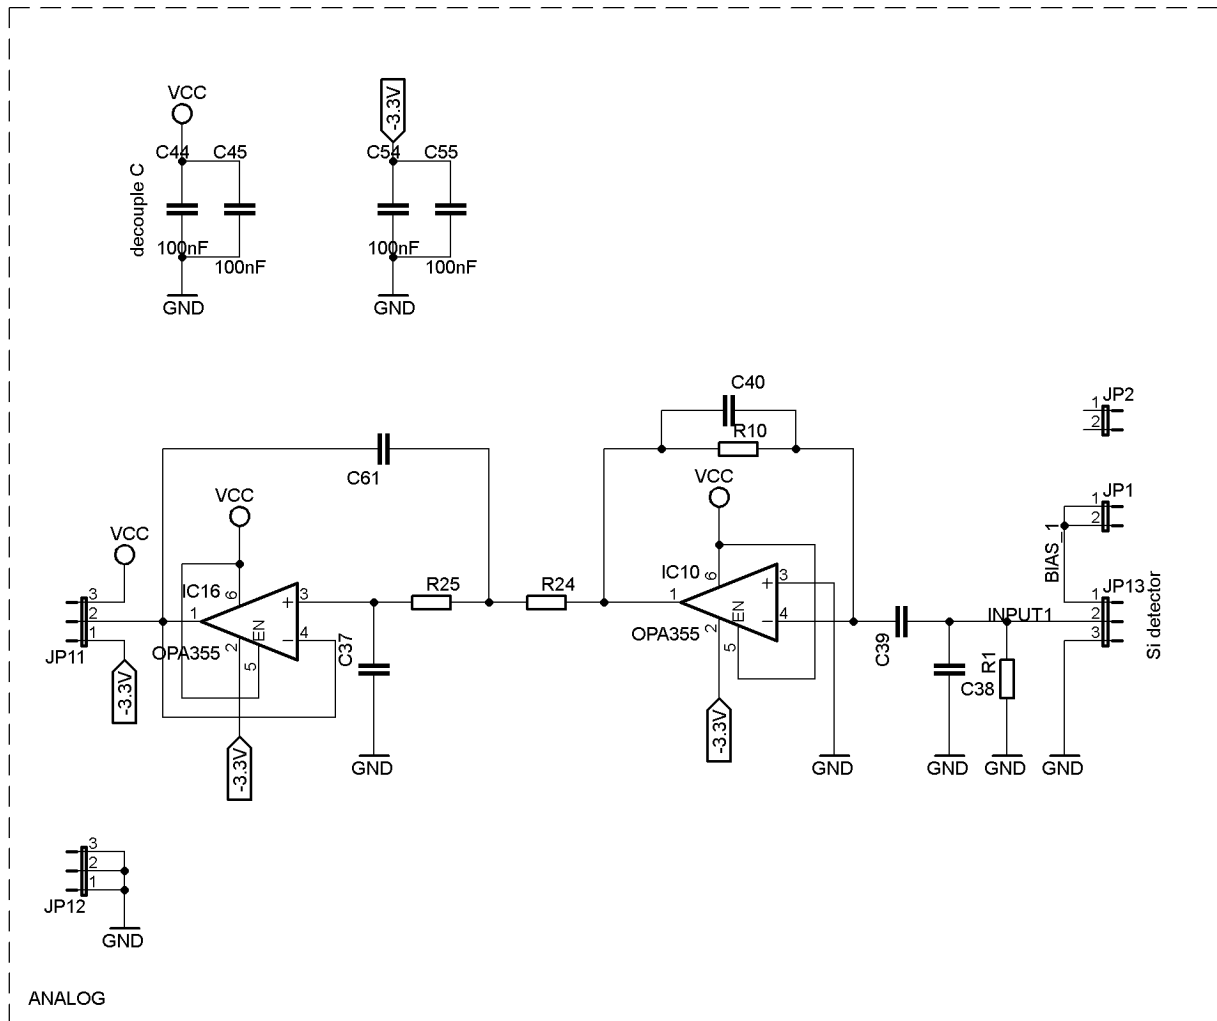 VCC
-3.3V
C44 C45
C54 C55
decouple C
100nF
100nF
100nF
100nF
GND
GND
C40
R10
JP2
1
2
C61
VCC
VCC
JP1
1
2
BIAS_1
VCC
IC16
6
1
OPA355
2
EN
5
+
3
-
4
R25
R24
IC10
6
1
OPA355
2
EN
5
+
3
-
4
C39
INPUT1
JP13
1
2
3
Si detector
3
2
1
JP11
C37
C38
R1
-3.3V
-3.3V
-3.3V
GND
GND
GND
GND
GND
3
2
1
JP12
GND
ANALOG